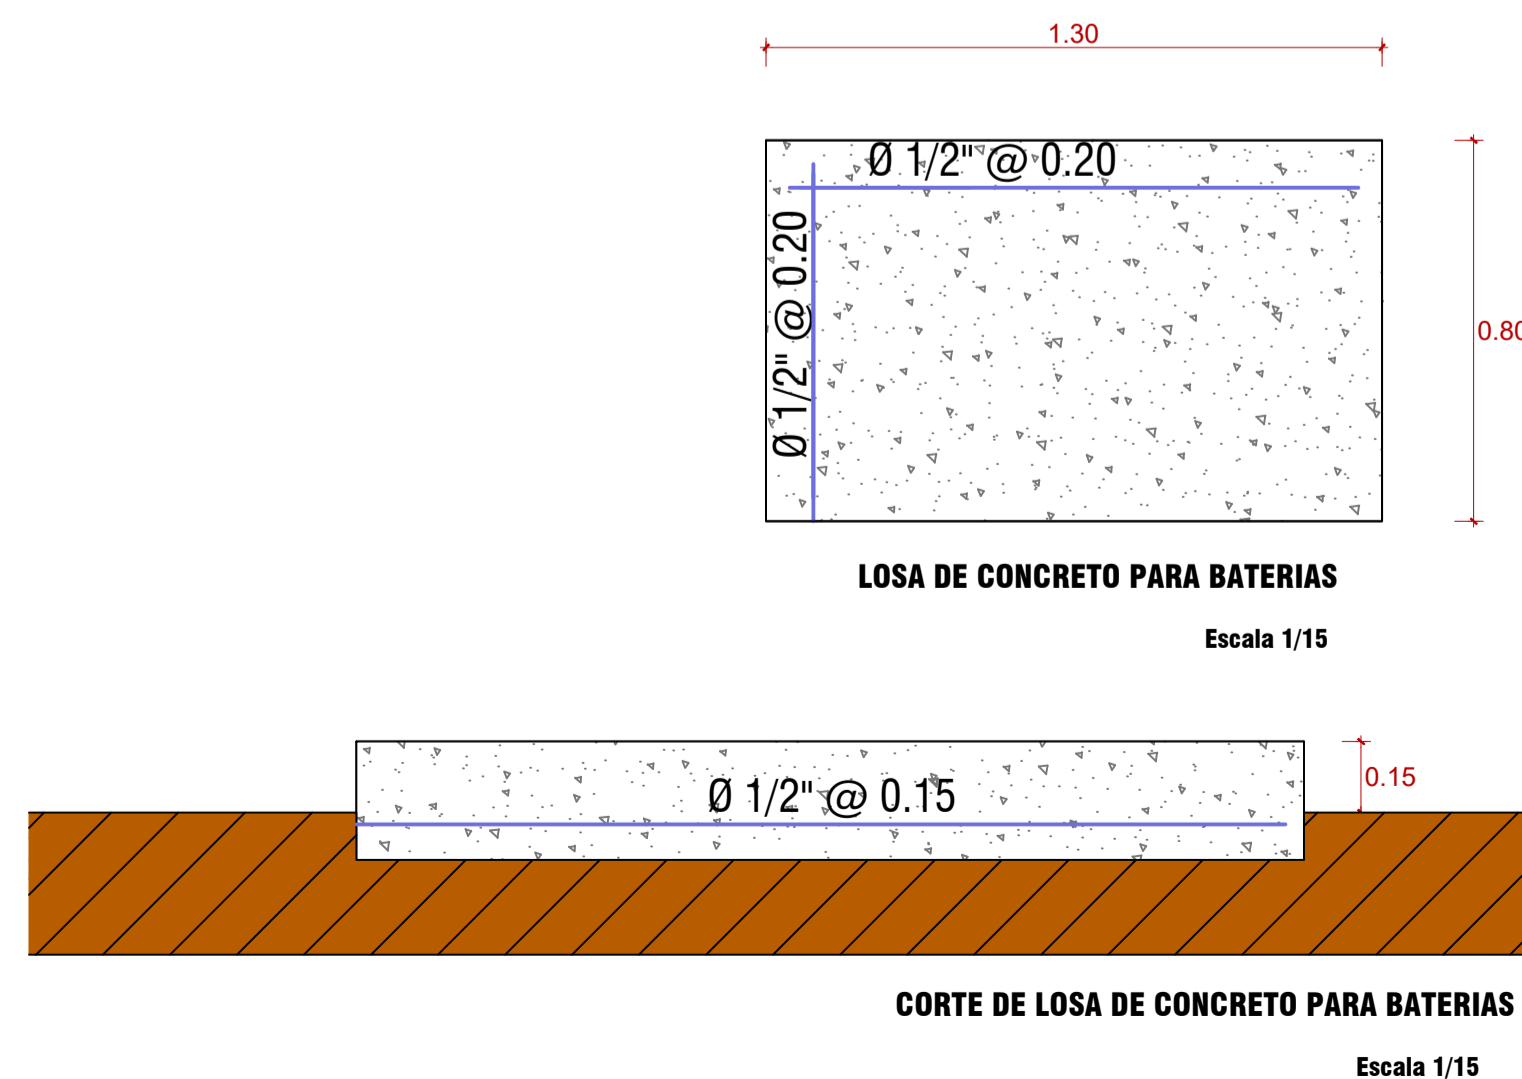 1.30
Ø 1/2" @ 0.20
Ø 1/2" @ 0.20
0.80
LOSA DE CONCRETO PARA BATERIAS
Escala 1/15
Ø 1/2" @ 0.15
0.15
CORTE DE LOSA DE CONCRETO PARA BATERIAS
Escala 1/15